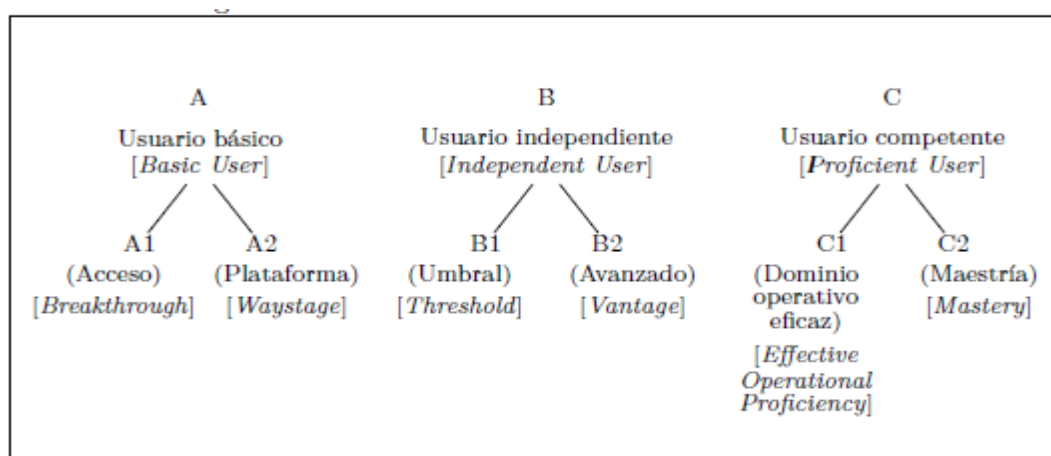 A
Usuario básico
[Basic User]
A1
(Acceso)
[Breakthrough]
A2
(Plataforma)
[Waystage]
B
Usuario independiente
[Independent User]
B1
(Umbral)
[Threshold]
B2
(Avanzado)
[Vantage]
C
Usuario competente
[Proficient User]
C1
(Dominio
operativo
eficaz)
[Effective
Operational
Proficiency]
C2
(Maestría)
[Mastery]